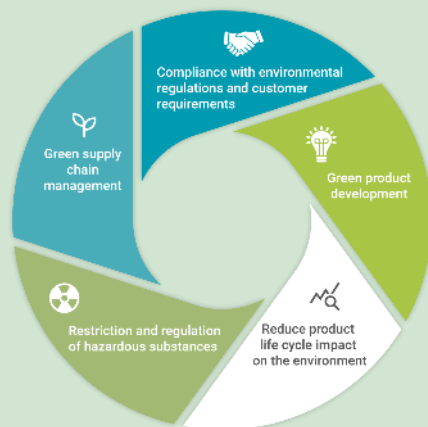 Compliance with environmental
regulations and customer
requirements
Green product
development
Reduce product
life cycle impact
on the environment
Restriction and regulation
of hazardous substances
Green supply
chain
management